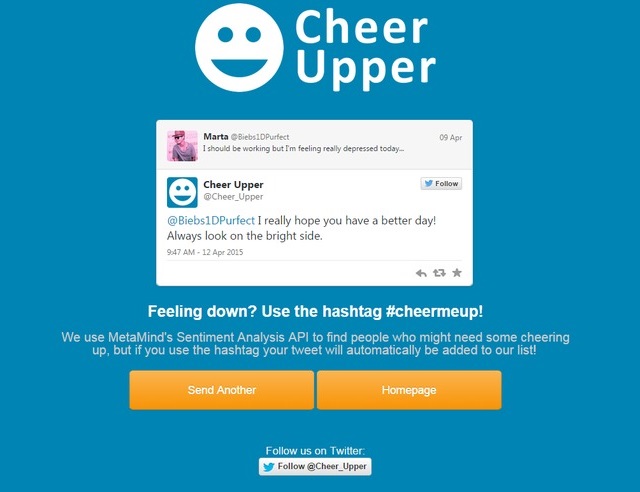 Cheer
Upper
Marta @Biebs1DPurfect 09 Apr
I should be working but I'm feeling really depressed today...
Cheer Upper Follow
@Cheer_Upper
@Biebs1DPurfect I really hope you have a better day!
Always look on the bright side.
9:47 AM - 12 Apr 2015
Feeling down? Use the hashtag #cheermeup!
We use MetaMind's Sentiment Analysis API to find people who might need some cheering
up, but if you use the hashtag your tweet will automatically be added to our list!
Send Another Homepage
Follow us on Twitter:
Follow @Cheer_Upper